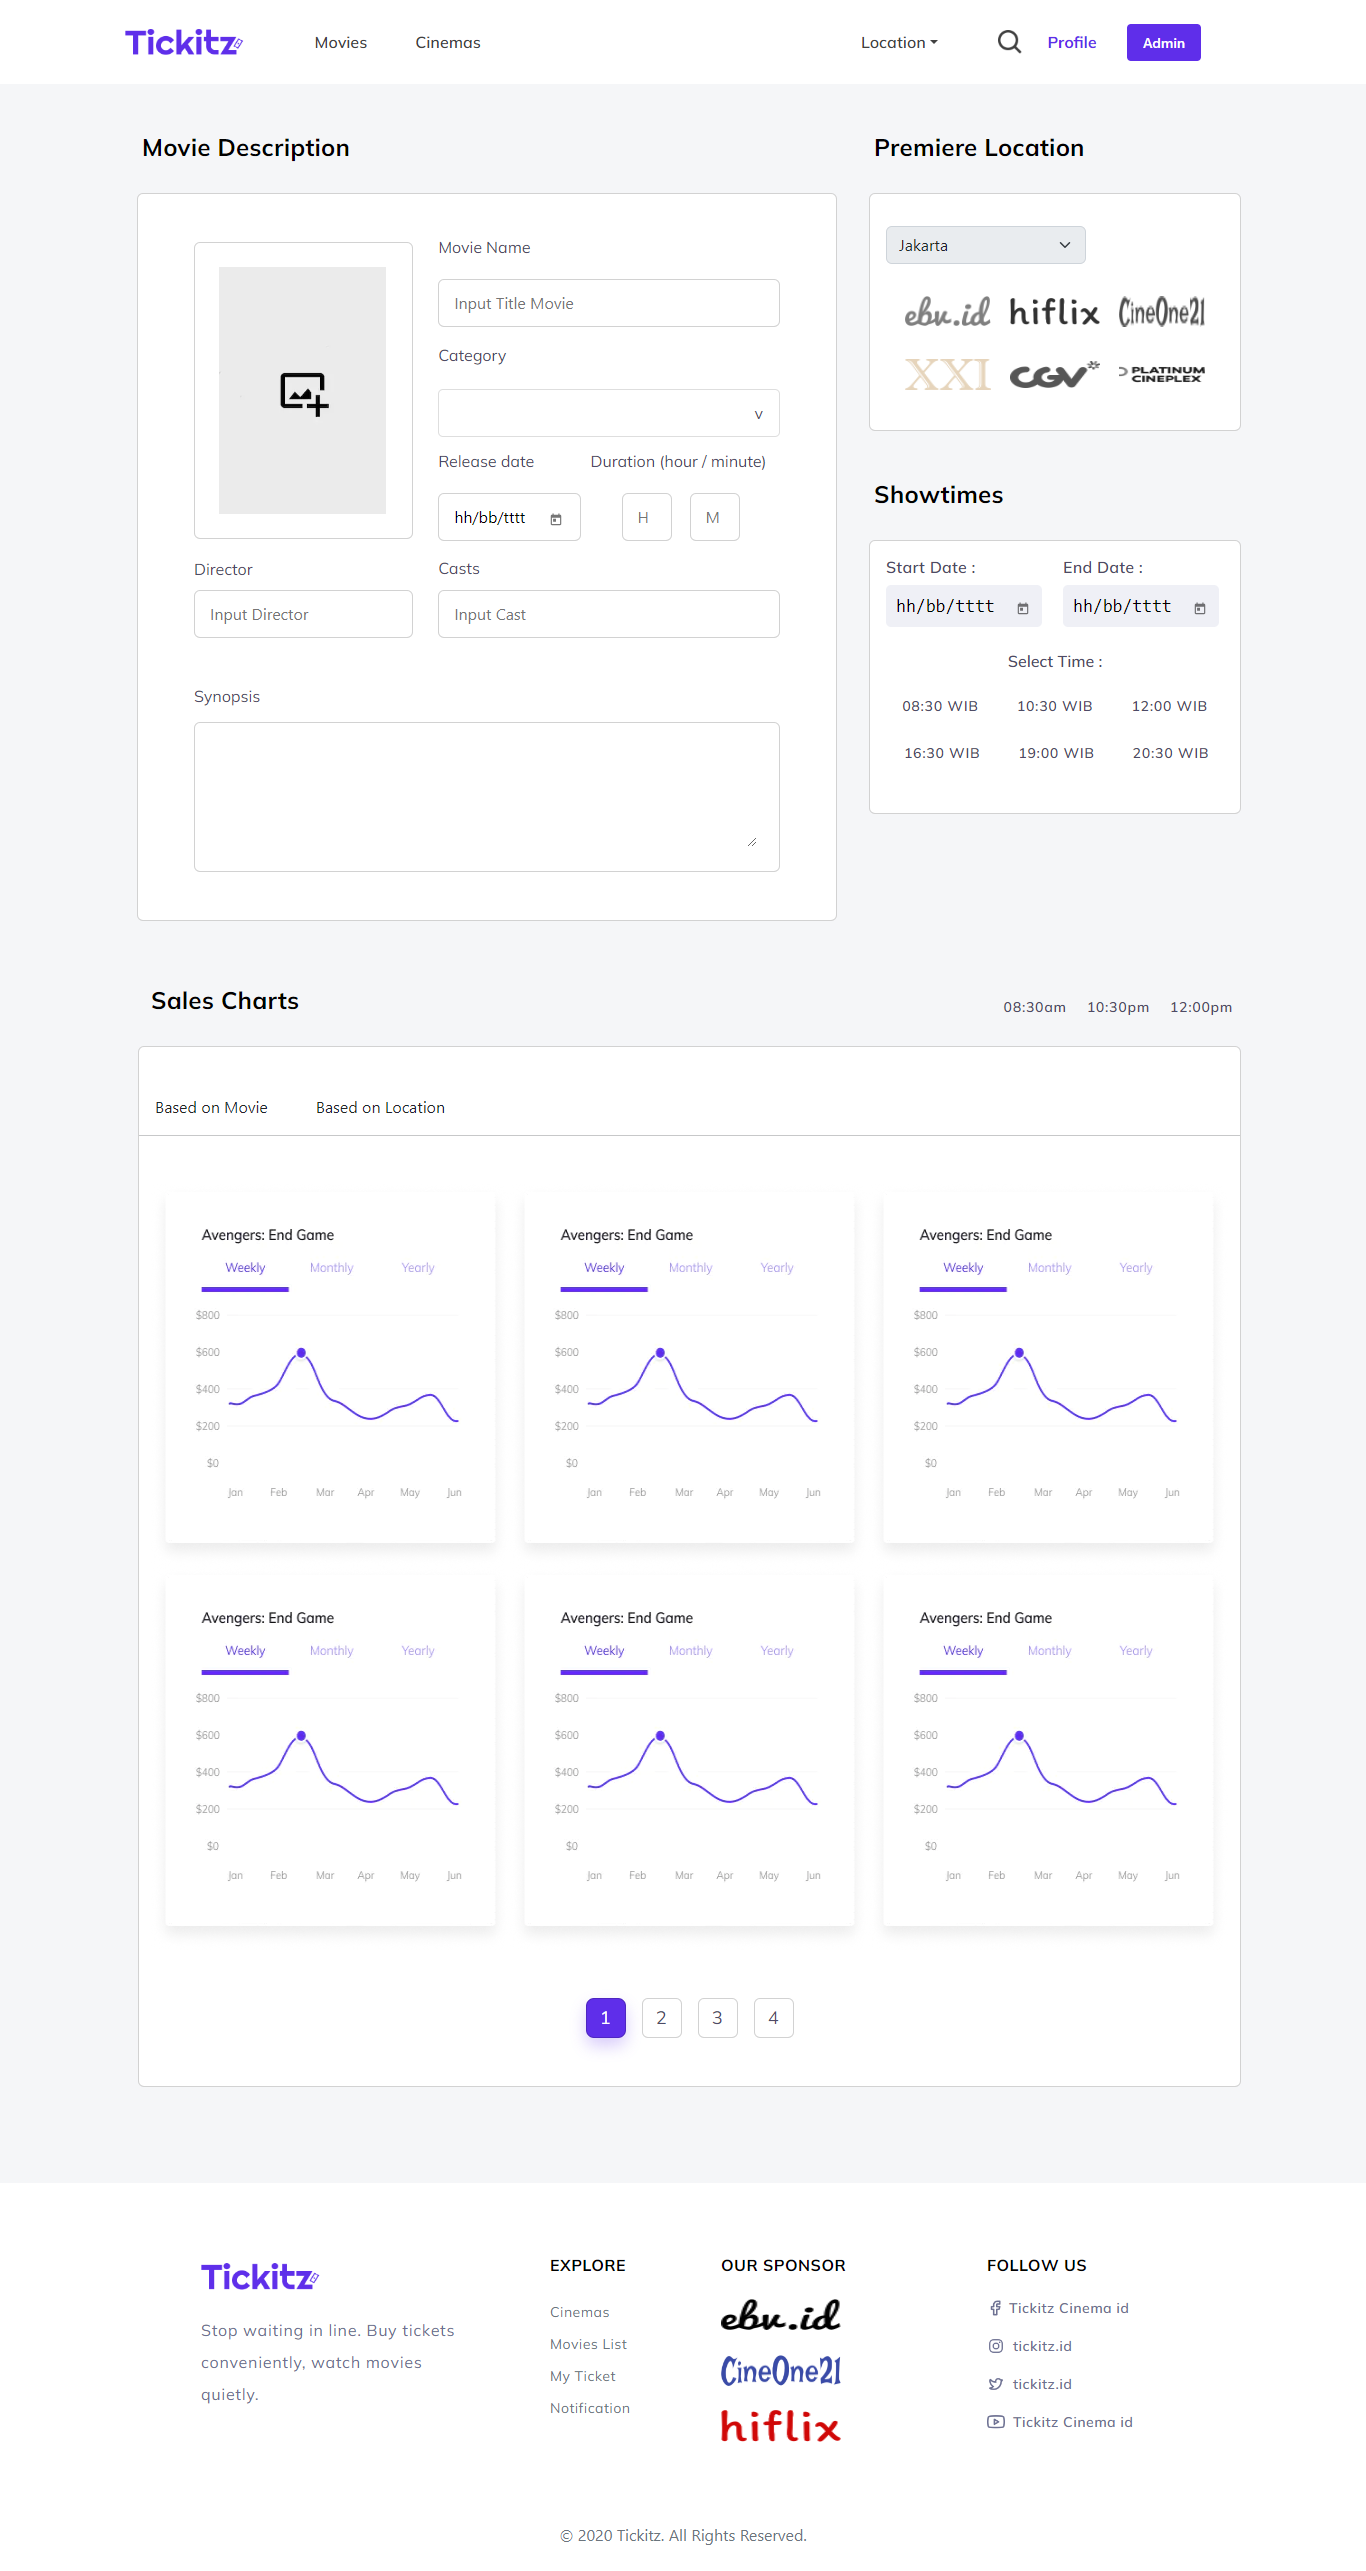 Tickitz Movies Cinemas Location Profile Admin
Movie Description
Movie Name
Input Title Movie
Category
v
Release date Duration (hour / minute)
hh/bb/tttt H M
Director Casts
Input Director Input Cast
Synopsis
Premiere Location
Jakarta
ebv.id hiflix CineOne21
XXI CGV PLATINUM CINEPLEX
Showtimes
Start Date : End Date :
hh/bb/tttt hh/bb/tttt
Select Time :
08:30 WIB 10:30 WIB 12:00 WIB
16:30 WIB 19:00 WIB 20:30 WIB
Sales Charts 08:30am 10:30pm 12:00pm
Based on Movie Based on Location
Avengers: End Game
Weekly Monthly Yearly
$800
$600
$400
$200
$0
Jan Feb Mar Apr May Jun
Avengers: End Game
Weekly Monthly Yearly
$800
$600
$400
$200
$0
Jan Feb Mar Apr May Jun
Avengers: End Game
Weekly Monthly Yearly
$800
$600
$400
$200
$0
Jan Feb Mar Apr May Jun
Avengers: End Game
Weekly Monthly Yearly
$800
$600
$400
$200
$0
Jan Feb Mar Apr May Jun
Avengers: End Game
Weekly Monthly Yearly
$800
$600
$400
$200
$0
Jan Feb Mar Apr May Jun
Avengers: End Game
Weekly Monthly Yearly
$800
$600
$400
$200
$0
Jan Feb Mar Apr May Jun
1 2 3 4
Tickitz
Stop waiting in line. Buy tickets
conveniently, watch movies
quietly.
EXPLORE
Cinemas
Movies List
My Ticket
Notification
OUR SPONSOR
ebv.id
CineOne21
hiflix
FOLLOW US
Tickitz Cinema id
tickitz.id
tickitz.id
Tickitz Cinema id
© 2020 Tickitz. All Rights Reserved.